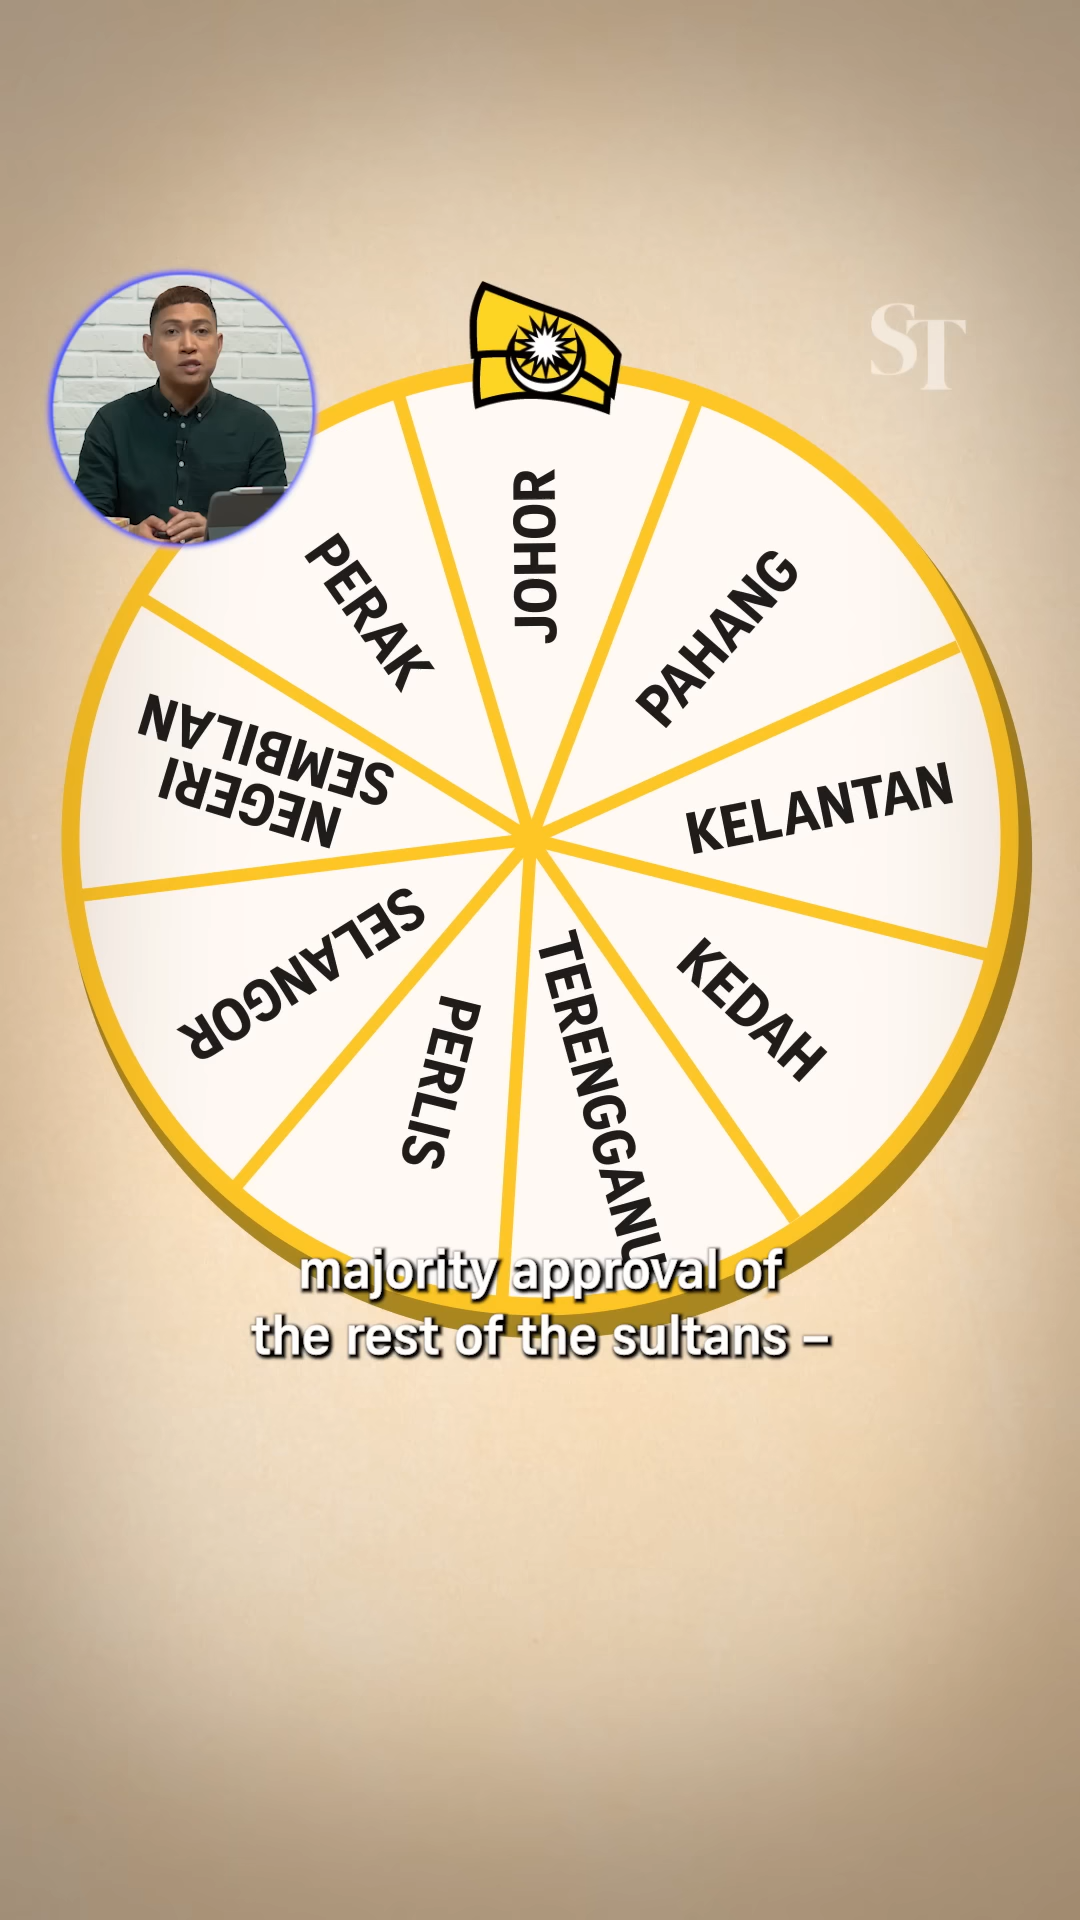 ST
JOHOR
PAHANG
KELANTAN
KEDAH
TERENGGANU
PERLIS
SELANGOR
NEGERI
SEMBILAN
PERAK
majority approval of
the rest of the sultans –